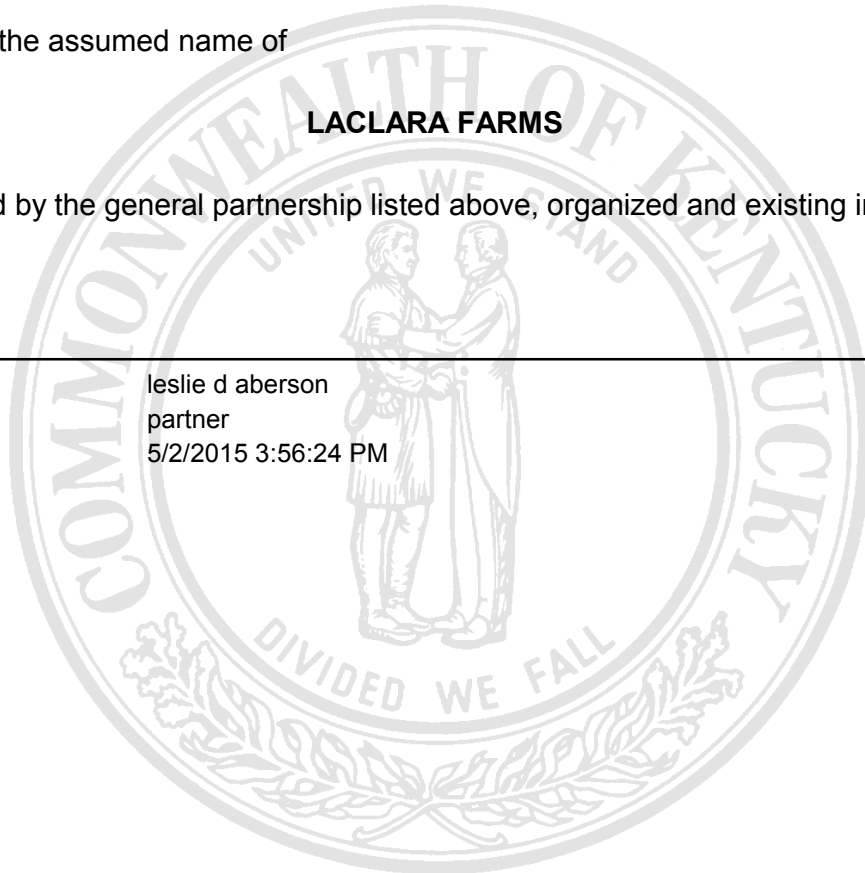 the assumed name of
LACLARA FARMS
by the general partnership listed above, organized and existing
leslie d aberson
partner
5/2/2015 3:56:24 PM
COMMONWEALTH OF KENTUCKY
UNITED WE STAND
DIVIDED WE FALL